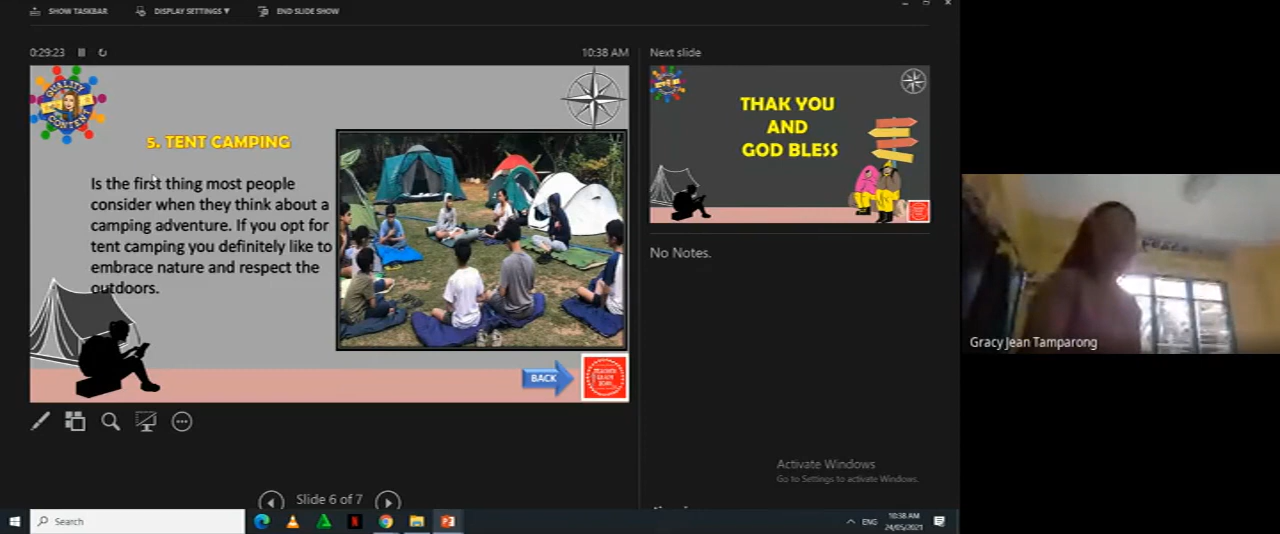 SHOW TASKBAR
DISPLAY SETTINGS ▼
END SLIDE SHOW
0:29:23
10:38 AM
QUALITY
CONTENT
5. TENT CAMPING
Is the first thing most people
consider when they think about a
camping adventure. If you opt for
tent camping you definitely like to
embrace nature and respect the
outdoors.
BACK
Slide 6 of 7
Next slide
THAK YOU
AND
GOD BLESS
No Notes.
Gracy Jean Tamparong
Activate Windows
Go to Settings to activate Windows.
Search
ENG
10:38 AM
24/05/2021